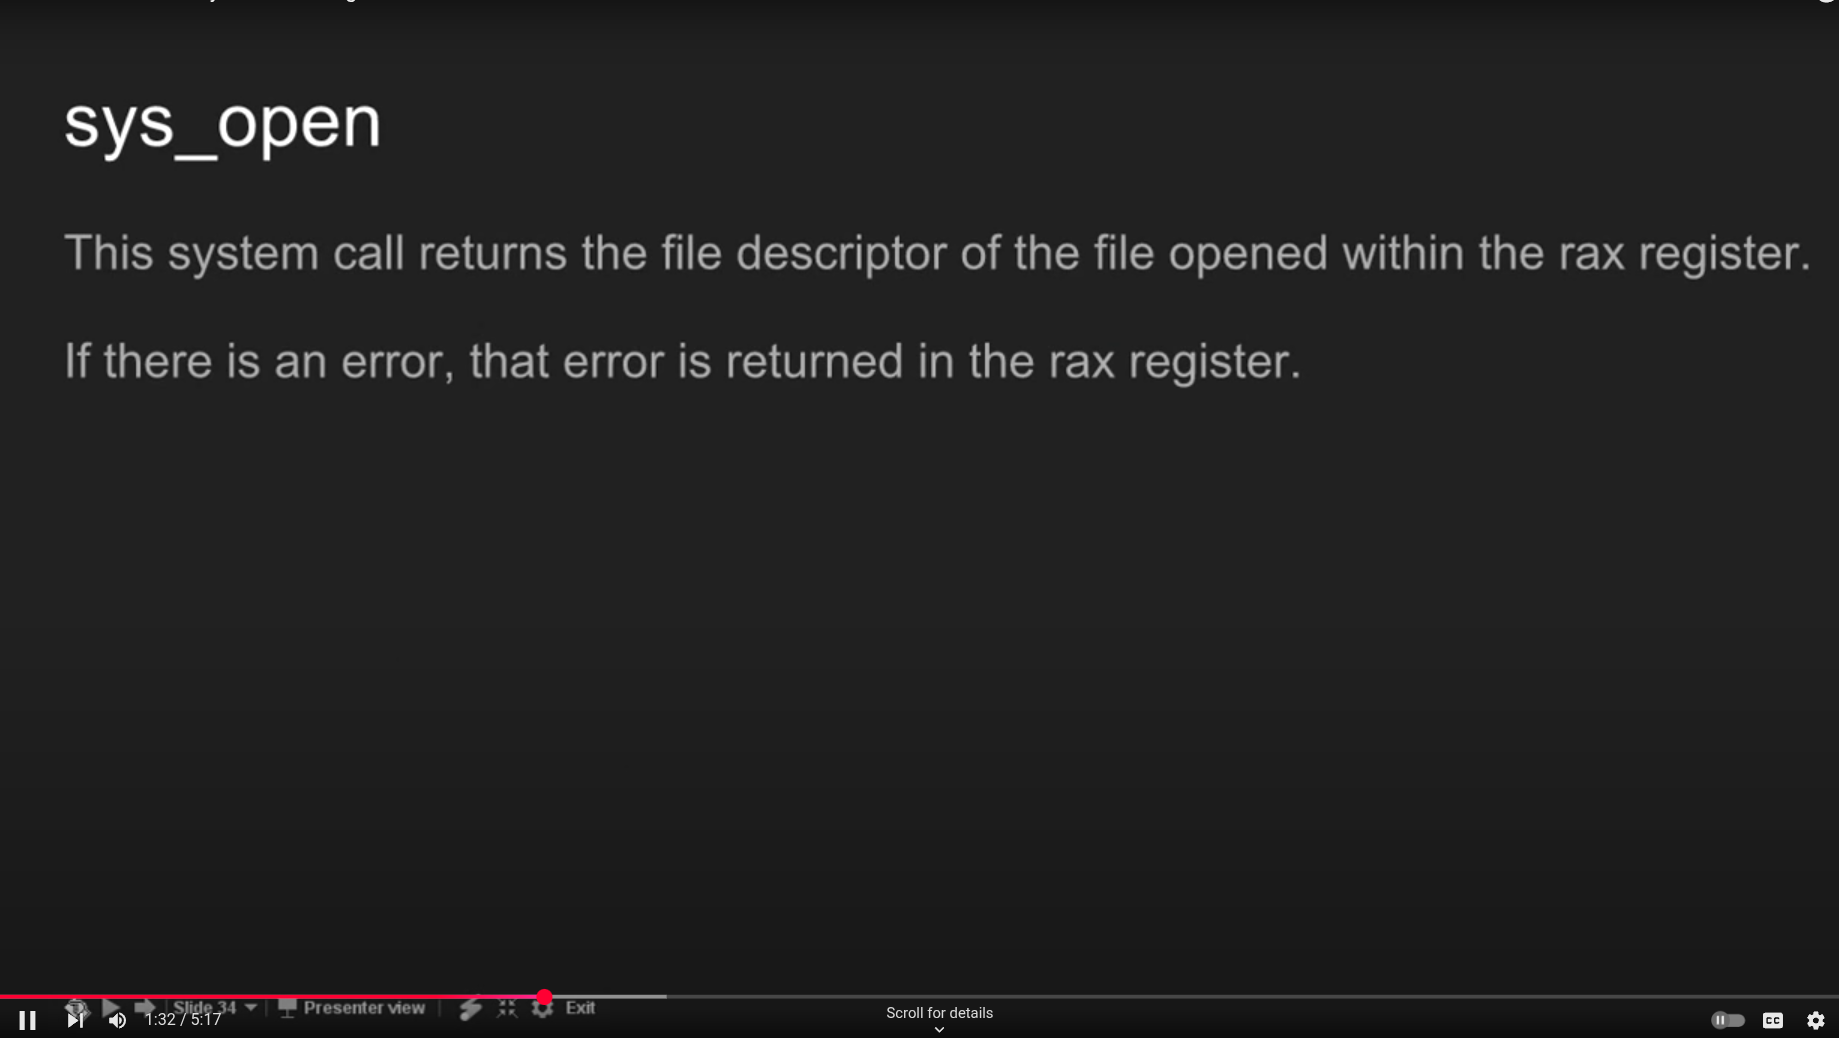 sys_open
This system call returns the file descriptor of the file opened within the rax register.
If there is an error, that error is returned in the rax register.
Slide 34
Presenter view
Exit
1:32 / 5:17
Scroll for details
CC